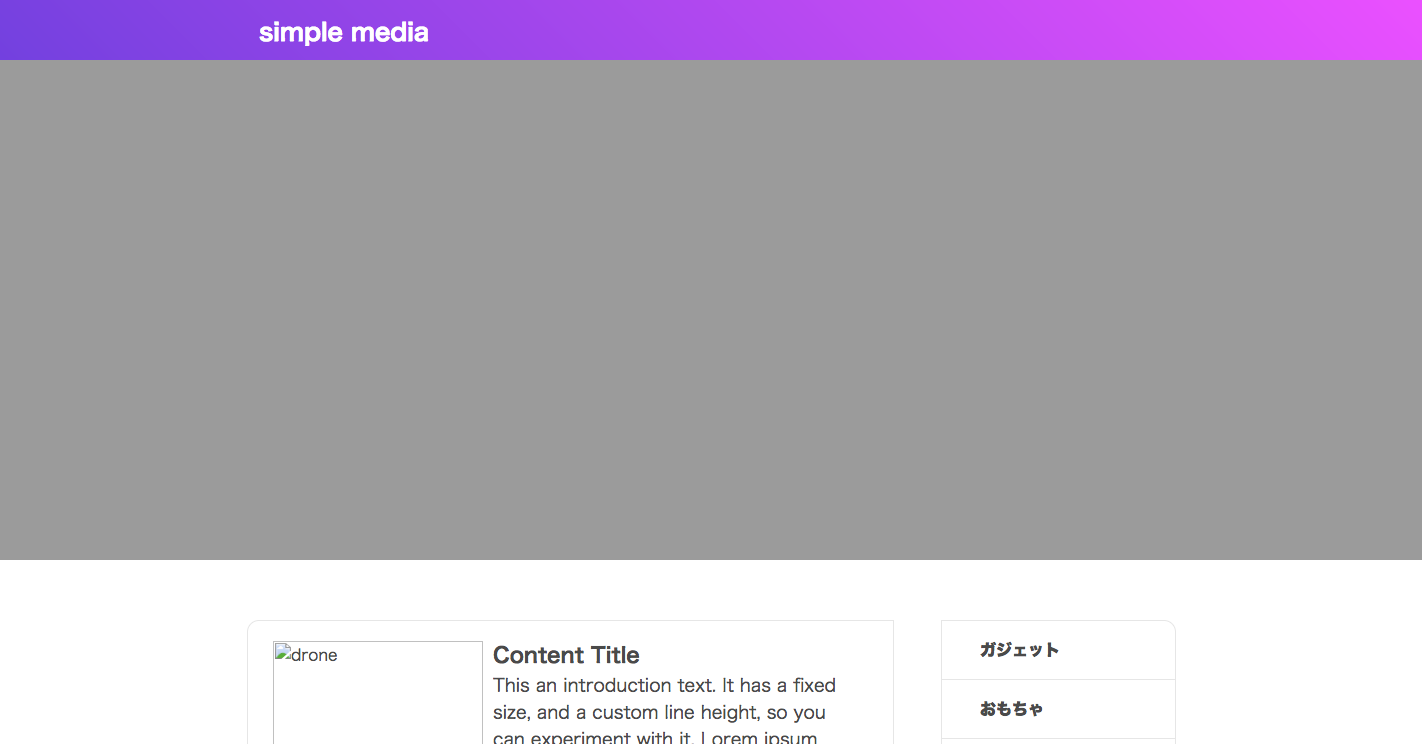 simple media
drone
Content Title
This an introduction text. It has a fixed
size, and a custom line height, so you
can experiment with it. Lorem ipsum
ガジェット
おもちゃ